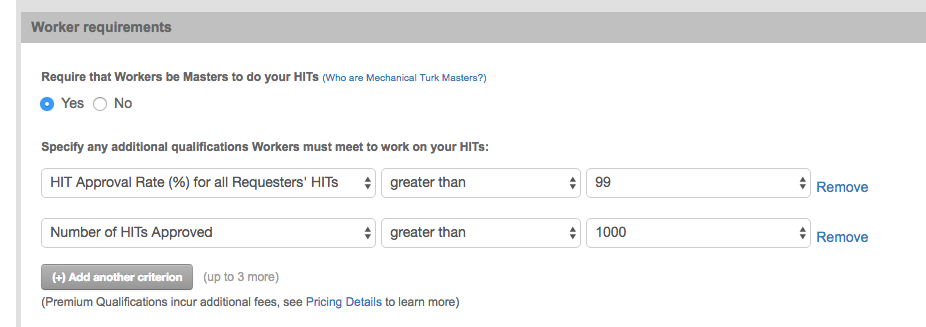 Worker requirements
Require that Workers be Masters to do your HITs (Who are Mechanical Turk Masters?)
Yes No
Specify any additional qualifications Workers must meet to work on your HITs:
HIT Approval Rate (%) for all Requesters' HITs greater than 99 Remove
Number of HITs Approved greater than 1000 Remove
(+) Add another criterion (up to 3 more)
(Premium Qualifications incur additional fees, see Pricing Details to learn more)